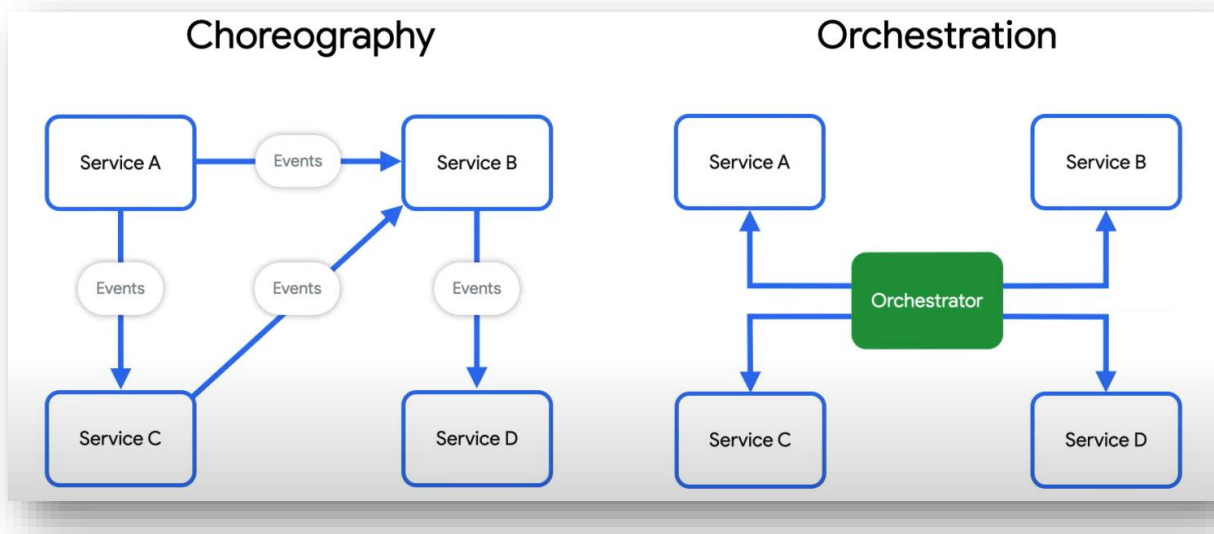 Choreography
Orchestration
Service A
Events
Service B
Events
Events
Events
Service C
Service D
Service A
Service B
Orchestrator
Service C
Service D